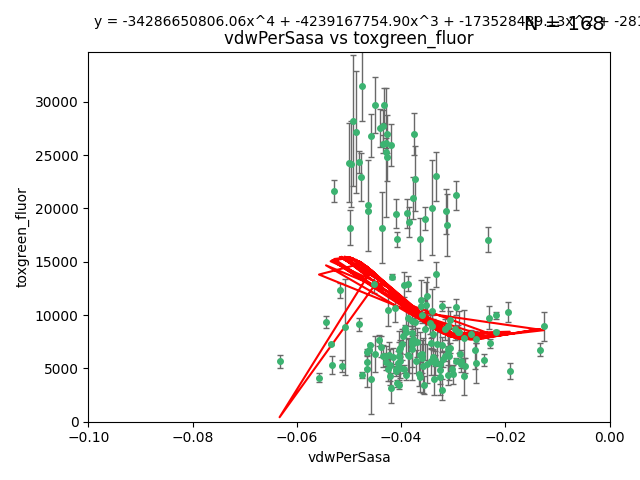 y = -34286650806.06x^4 + -4239167754.90x^3 + -173528489.13x^2 + -281
N = 168
vdwPerSasa vs toxgreen_fluor
toxgreen_fluor
30000
25000
20000
15000
10000
5000
0
−0.10
−0.08
−0.06
−0.04
−0.02
0.00
vdwPerSasa